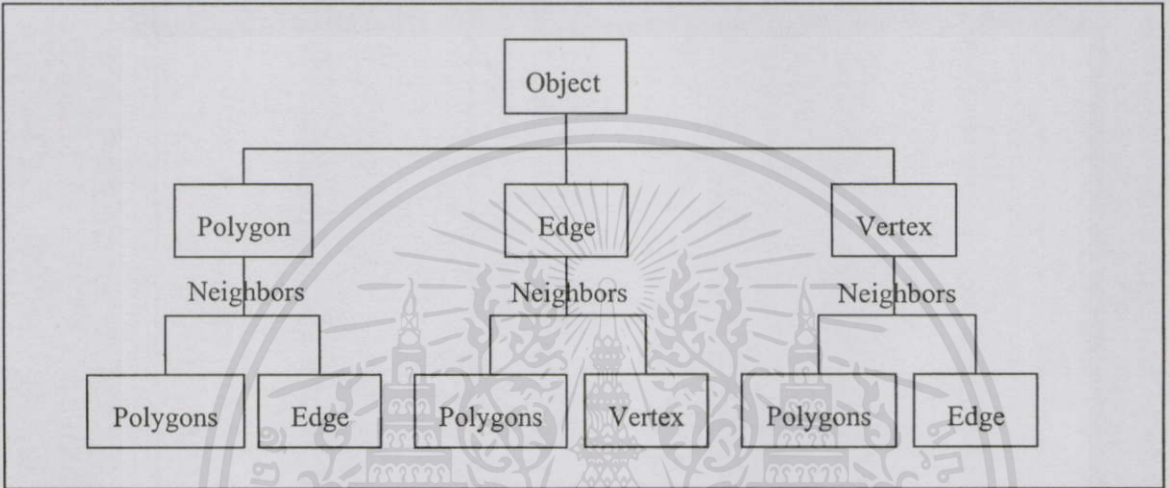 Object
Polygon Edge Vertex
Neighbors Neighbors Neighbors
Polygons Edge Polygons Vertex Polygons Edge